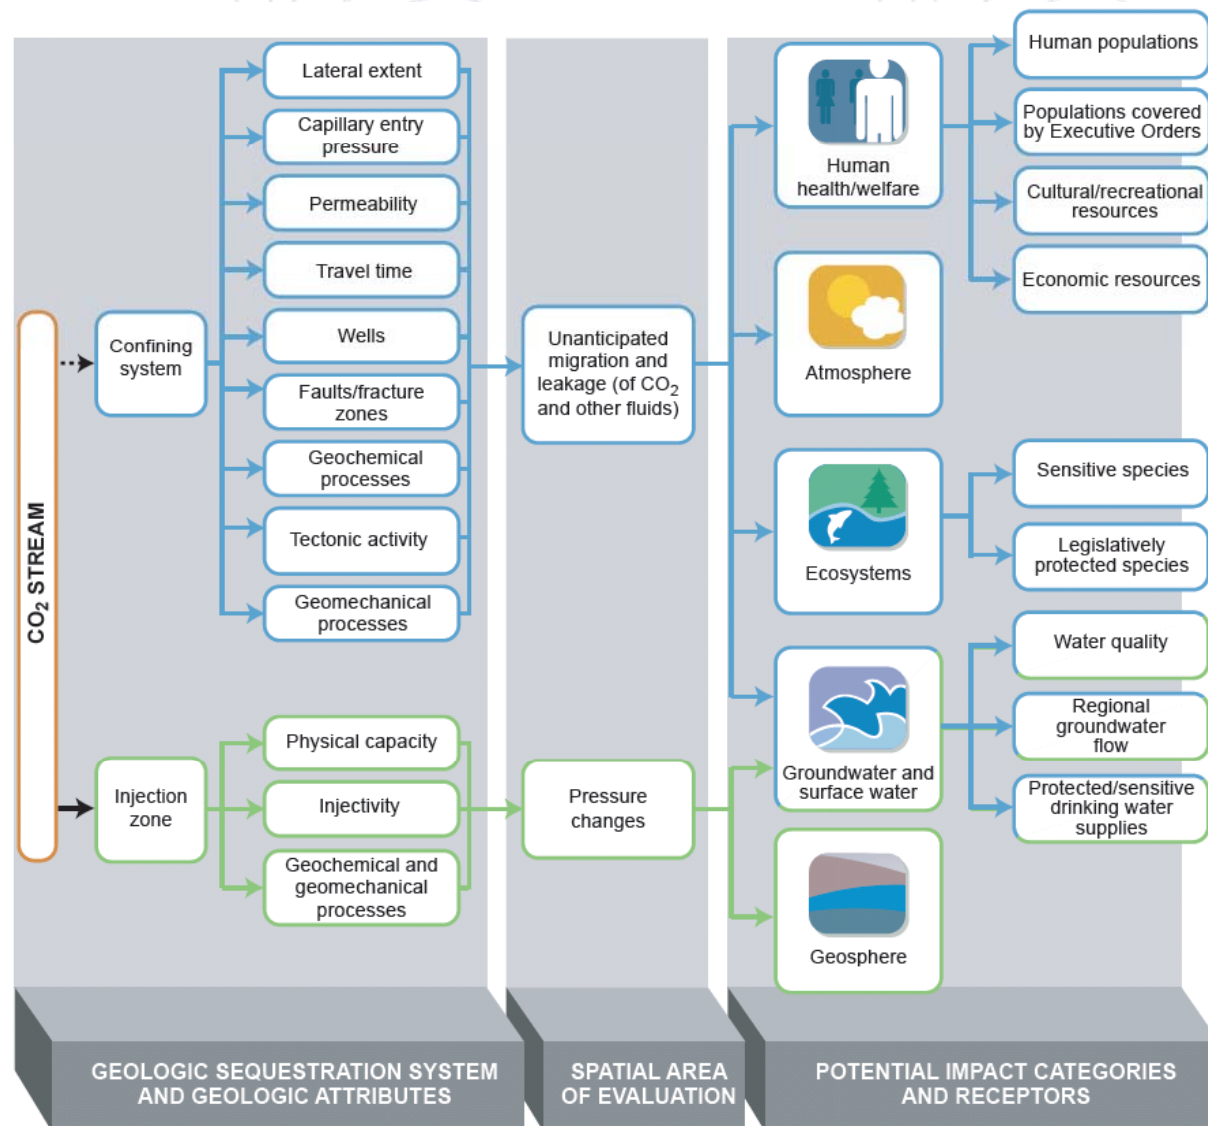 CO₂ STREAM
Confining
system
Injection
zone
Lateral extent
Capillary entry
pressure
Permeability
Travel time
Wells
Faults/fracture
zones
Geochemical
processes
Tectonic activity
Geomechanical
processes
Physical capacity
Injectivity
Geochemical and
geomechanical
processes
Unanticipated
migration and
leakage (of CO₂
and other fluids)
Pressure
changes
Human
health/welfare
Atmosphere
Ecosystems
Groundwater and
surface water
Geosphere
Human populations
Populations covered
by Executive Orders
Cultural/recreational
resources
Economic resources
Sensitive species
Legislatively
protected species
Water quality
Regional
groundwater
flow
Protected/sensitive
drinking water
supplies
GEOLOGIC SEQUESTRATION SYSTEM
AND GEOLOGIC ATTRIBUTES
SPATIAL AREA
OF EVALUATION
POTENTIAL IMPACT CATEGORIES
AND RECEPTORS